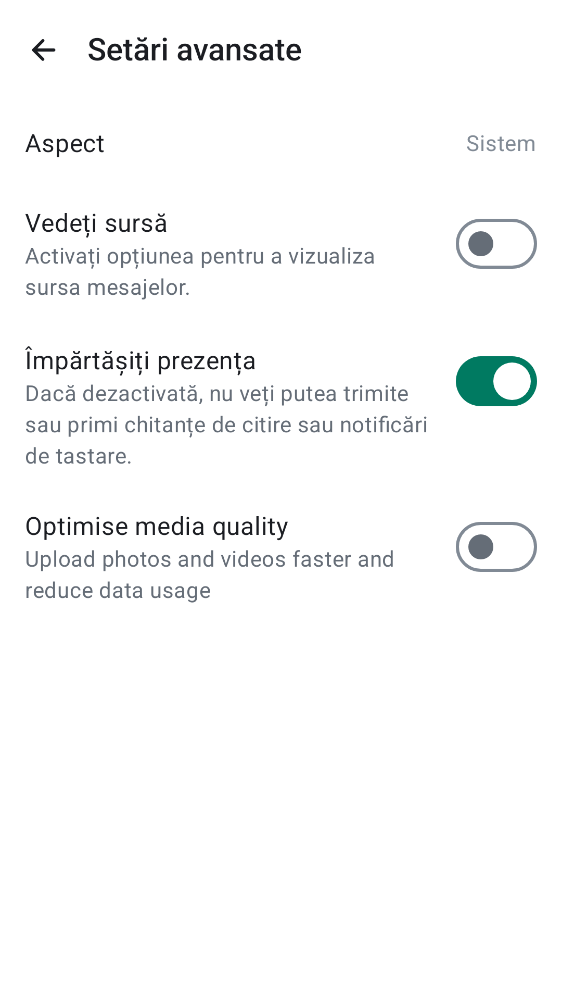 Setări avansate
Aspect
Sistem
Vedeți sursă
Activați opțiunea pentru a vizualiza
sursa mesajelor.
Împărtășiți prezența
Dacă dezactivată, nu veți putea trimite
sau primi chitanțe de citire sau notificări
de tastare.
Optimise media quality
Upload photos and videos faster and
reduce data usage